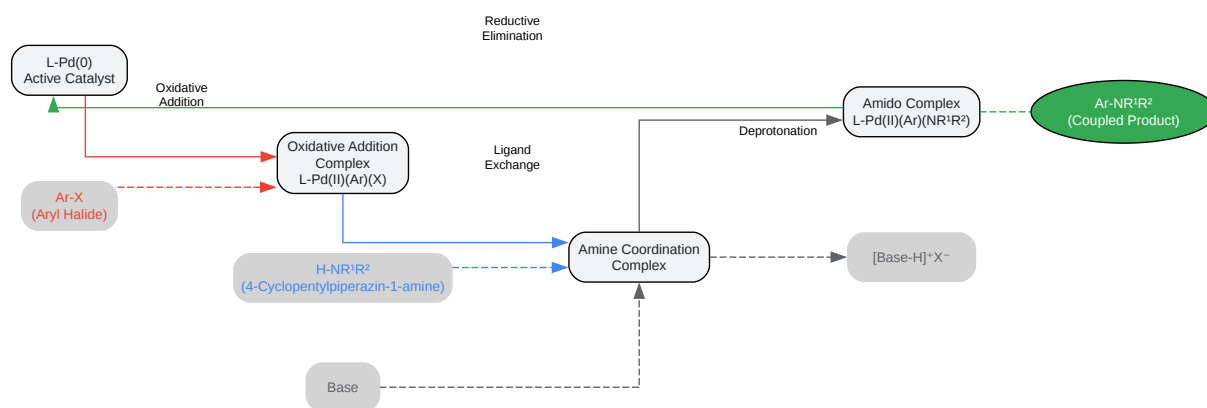 Reductive
Elimination
L-Pd(0)
Active Catalyst
Oxidative
Addition
Amido Complex
L-Pd(II)(Ar)(NR¹R²)
Ar-NR¹R²
(Coupled Product)
Deprotonation
Oxidative Addition
Complex
L-Pd(II)(Ar)(X)
Ligand
Exchange
Ar-X
(Aryl Halide)
Amine Coordination
Complex
[Base-H]⁺X⁻
H-NR¹R²
(4-Cyclopentylpiperazin-1-amine)
Base